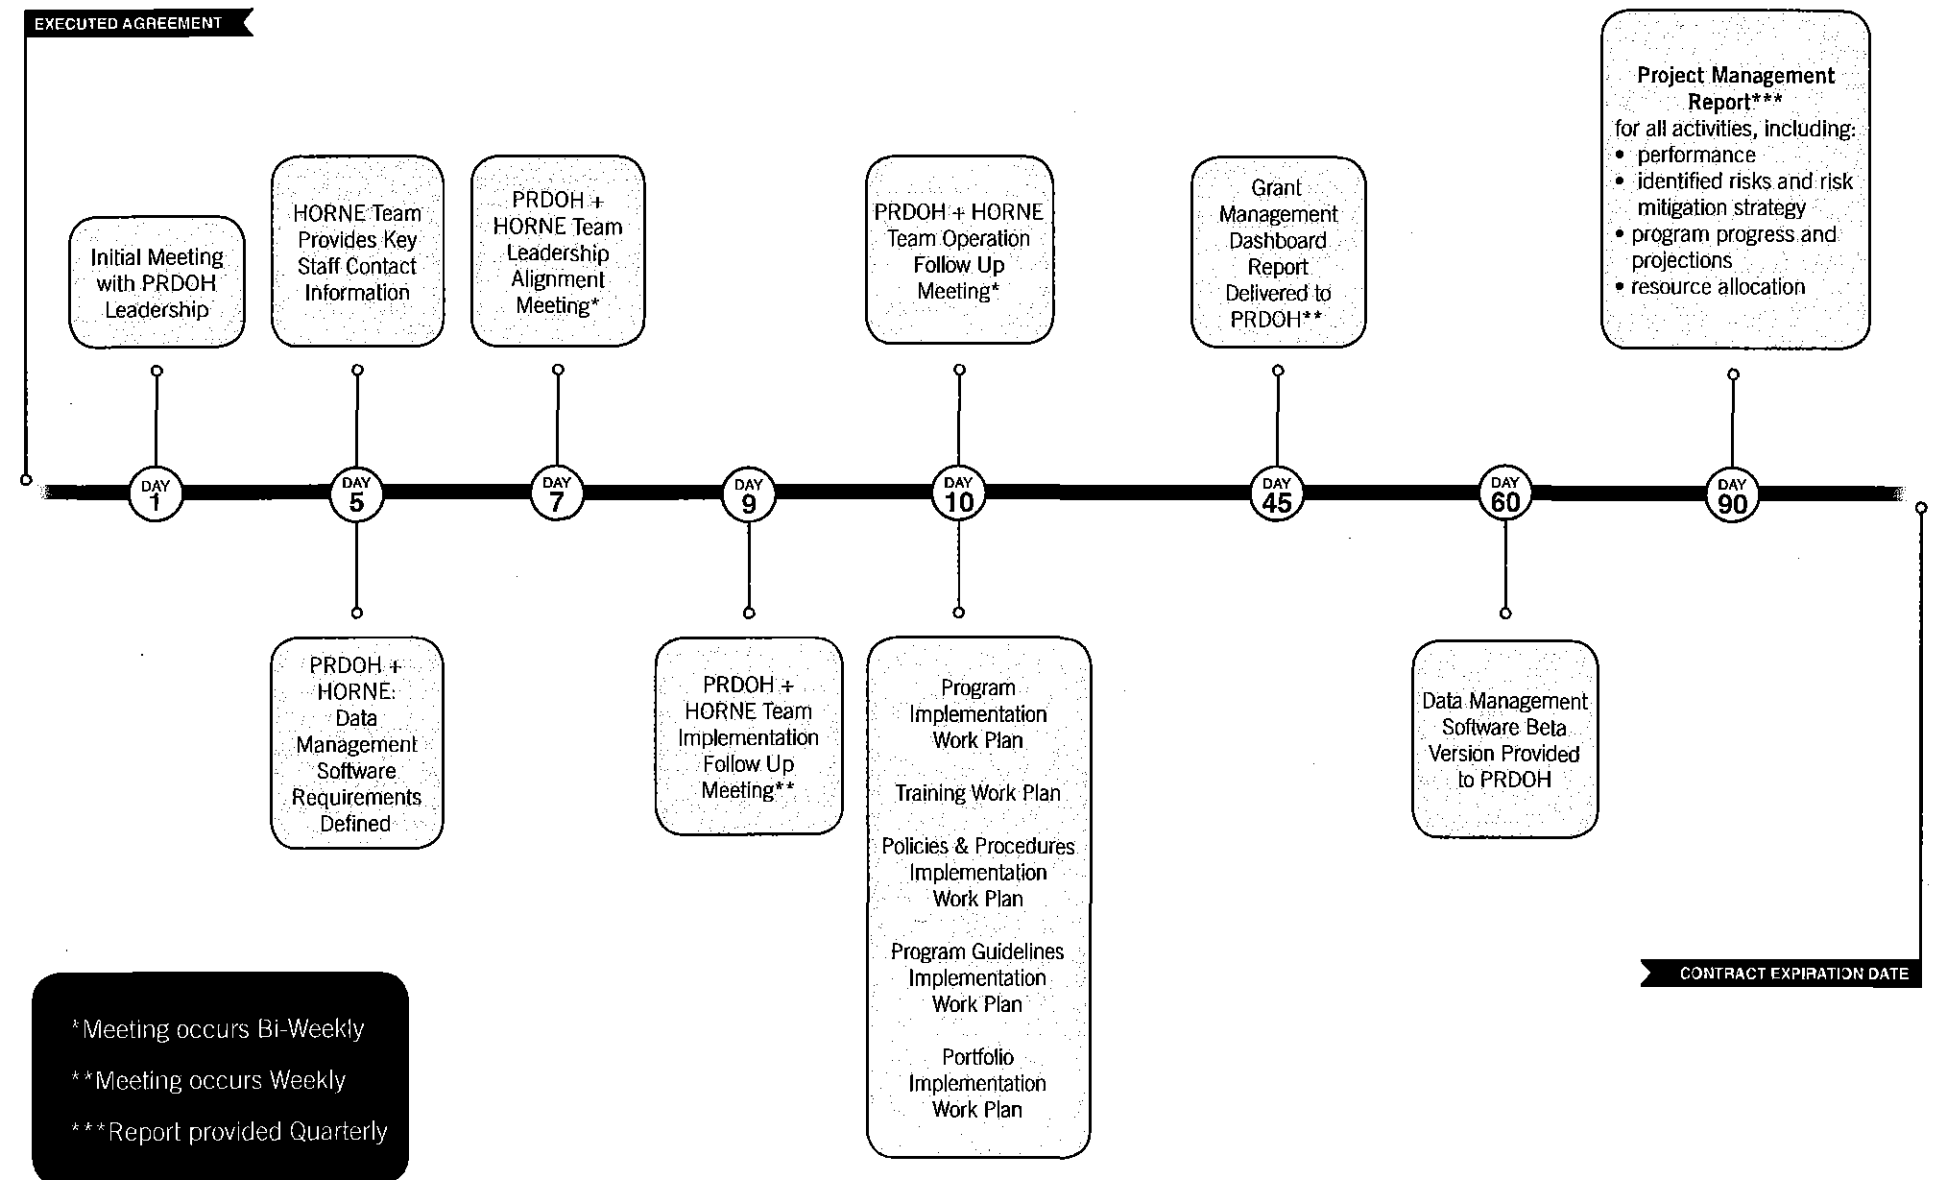 EXECUTED AGREEMENT
Initial Meeting
with PRDOH
Leadership
HORNE Team
Provides Key
Staff Contact
Information
PRDOH +
HORNE Team
Leadership
Alignment
Meeting*
PRDOH + HORNE
Team Operation
Follow Up
Meeting*
Grant
Management
Dashboard
Report
Delivered to
PRDOH**
Project Management
Report***
for all activities, including:
• performance
• identified risks and risk
mitigation strategy
• program progress and
projections
• resource allocation
DAY
1
DAY
5
DAY
7
DAY
9
DAY
10
DAY
45
DAY
60
DAY
90
PRDOH +
HORNE:
Data
Management
Software
Requirements
Defined
PRDOH +
HORNE Team
Implementation
Follow Up
Meeting**
Program
Implementation
Work Plan
Training Work Plan
Policies & Procedures
Implementation
Work Plan
Program Guidelines
Implementation
Work Plan
Portfolio
Implementation
Work Plan
Data Management
Software Beta
Version Provided
to PRDOH
CONTRACT EXPIRATION DATE
*Meeting occurs Bi-Weekly
**Meeting occurs Weekly
***Report provided Quarterly